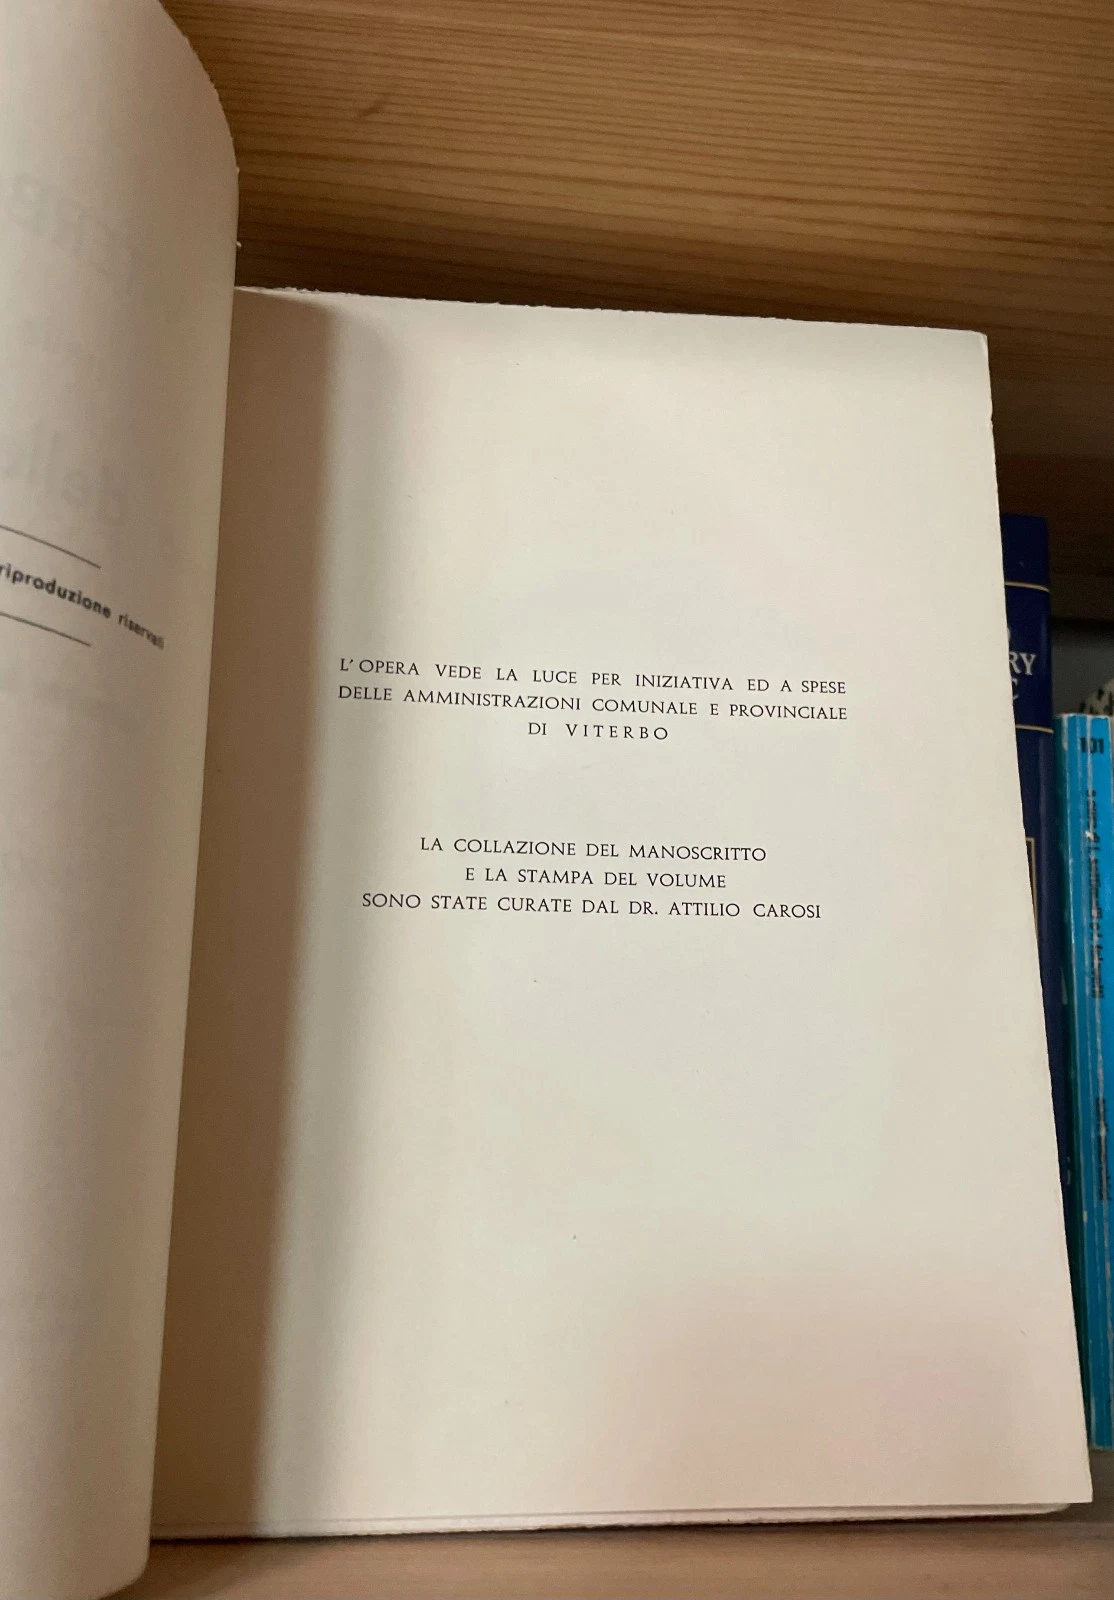 riproduzione riservati
L'OPERA VEDE LA LUCE PER INIZIATIVA ED A SPESE
DELLE AMMINISTRAZIONI COMUNALE E PROVINCIALE
DI VITERBO
LA COLLAZIONE DEL MANOSCRITTO
E LA STAMPA DEL VOLUME
SONO STATE CURATE DAL DR. ATTILIO CAROSI
101